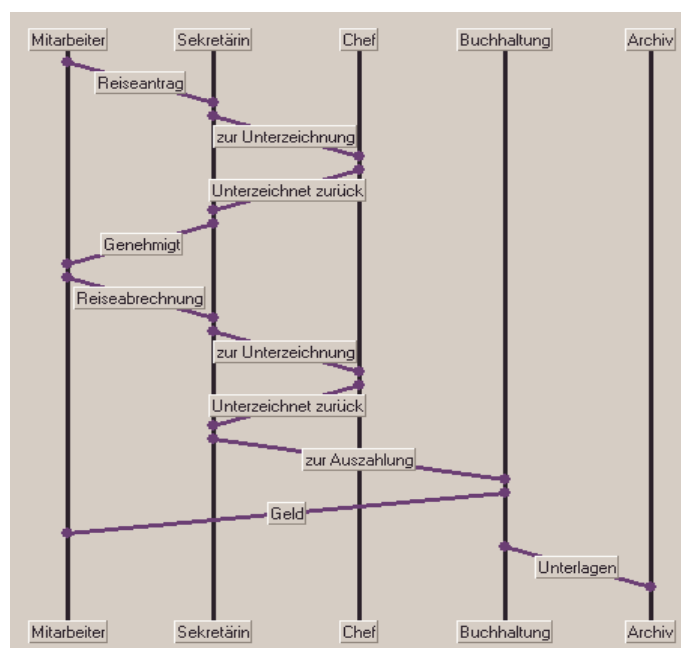 Mitarbeiter Sekretärin Chef Buchhaltung Archiv
Reiseantrag
zur Unterzeichnung
Unterzeichnet zurück
Genehmigt
Reiseabrechnung
zur Unterzeichnung
Unterzeichnet zurück
zur Auszahlung
Geld
Unterlagen
Mitarbeiter Sekretärin Chef Buchhaltung Archiv